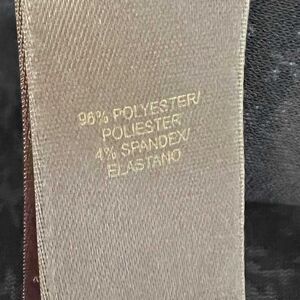 96% POLYESTER/
POLIESTER
4% SPANDEX/
ELASTANO